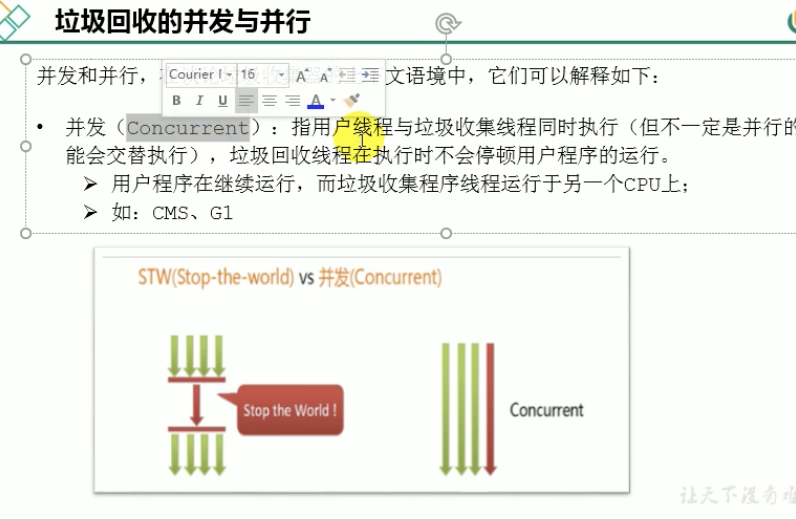 垃圾回收的并发与并行
并发和并行，
文语境中，它们可以解释如下：
Courier
16
B I U
A
• 并发（Concurrent）：指用户线程与垃圾收集线程同时执行（但不一定是并行的
能会交替执行），垃圾回收线程在执行时不会停顿用户程序的运行。
➢ 用户程序在继续运行，而垃圾收集程序线程运行于另一个CPU上；
➢ 如：CMS、G1
STW(Stop-the-world) vs 并发(Concurrent)
Stop the World！
Concurrent
让天下没有难